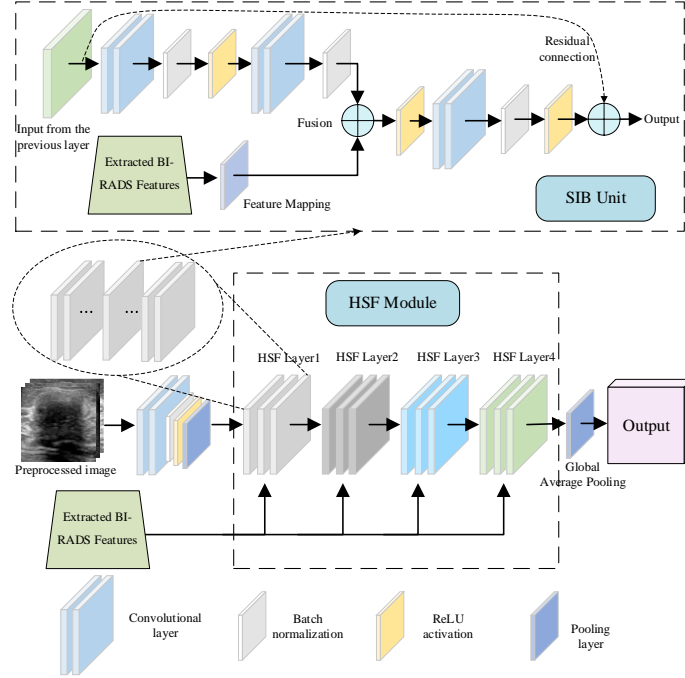 Residual
connection
Input from the
previous layer
Fusion
Output
Extracted BI-
RADS Features
Feature Mapping
SIB Unit
...
...
HSF Module
HSF Layer1
HSF Layer2
HSF Layer3
HSF Layer4
Preprocessed image
Output
Global
Average Pooling
Extracted BI-
RADS Features
Convolutional
layer
Batch
normalization
ReLU
activation
Pooling
layer